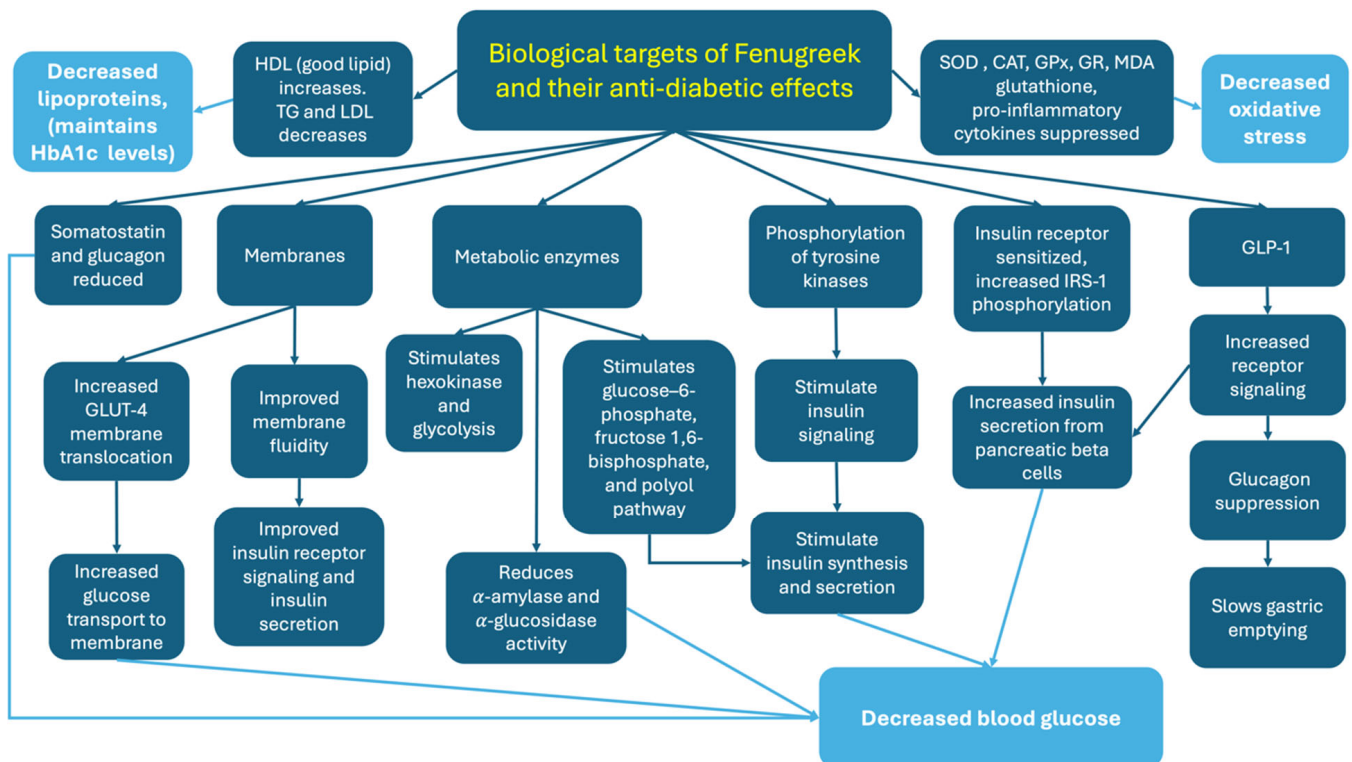 Biological targets of Fenugreek
and their anti-diabetic effects
Decreased
lipoproteins,
(maintains
HbA1c levels)
HDL (good lipid)
increases.
TG and LDL
decreases
SOD , CAT, GPx, GR, MDA
glutathione,
pro-inflammatory
cytokines suppressed
Decreased
oxidative
stress
Somatostatin
and glucagon
reduced
Membranes
Metabolic enzymes
Phosphorylation
of tyrosine
kinases
Insulin receptor
sensitized,
increased IRS-1
phosphorylation
GLP-1
Increased
GLUT-4
membrane
translocation
Improved
membrane
fluidity
Stimulates
hexokinase
and
glycolysis
Stimulates
glucose–6-
phosphate,
fructose 1,6-
bisphosphate,
and polyol
pathway
Stimulate
insulin
signaling
Increased insulin
secretion from
pancreatic beta
cells
Increased
receptor
signaling
Glucagon
suppression
Increased
glucose
transport to
membrane
Improved
insulin receptor
signaling and
insulin
secretion
Reduces
α-amylase and
α-glucosidase
activity
Stimulate
insulin synthesis
and secretion
Slows gastric
emptying
Decreased blood glucose